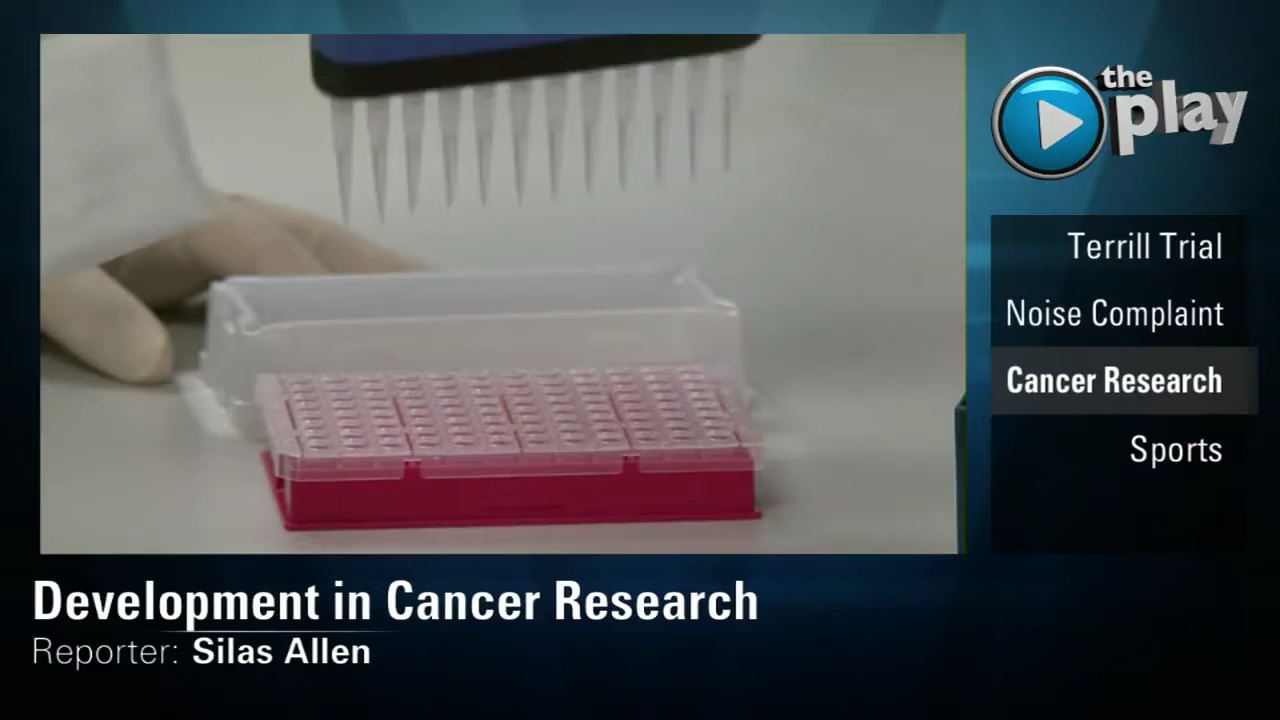 the
play
Terrill Trial
Noise Complaint
Cancer Research
Sports
Development in Cancer Research
Reporter: Silas Allen